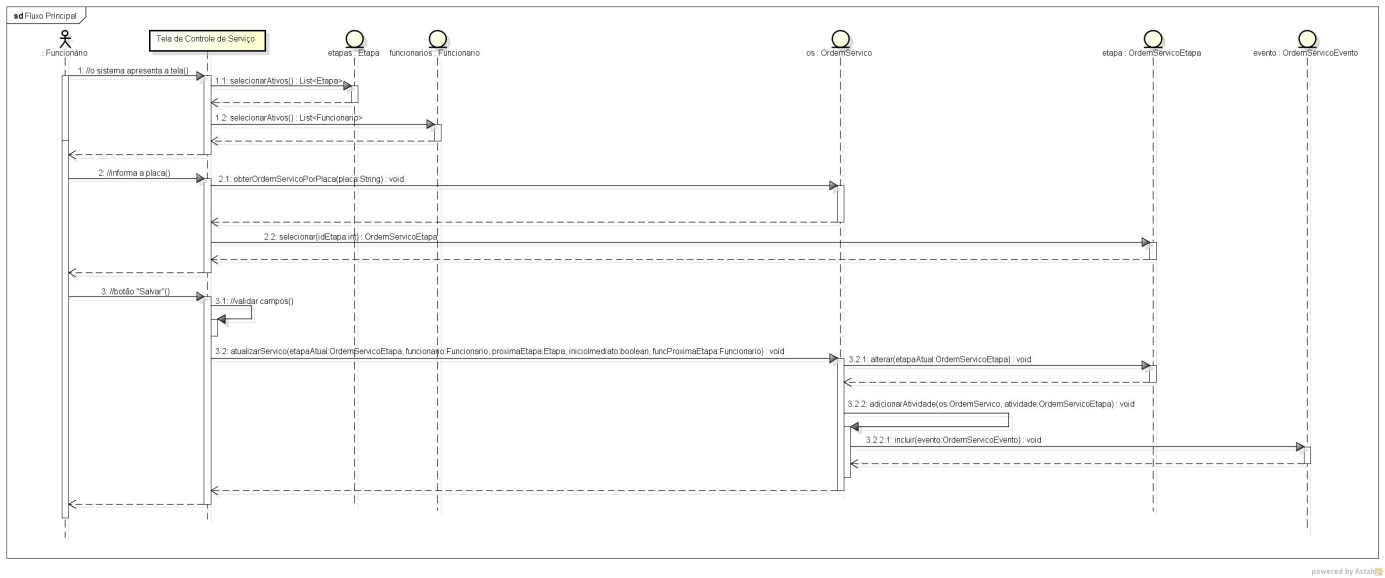 sd Fluxo Principal
: Funcionário
Tela de Controle de Serviço
etapas : Etapa
funcionarios : Funcionario
os : OrdemServico
etapa : OrdemServicoEtapa
evento : OrdemServicoEvento
1: //o sistema apresenta a tela()
1.1: selecionarAtivos() : List<Etapa>
1.2: selecionarAtivos() : List<Funcionario>
2: //informa a placa()
2.1: obterOrdemServicoPorPlaca(placa:String) : void
2.2: selecionar(idEtapa:int) : OrdemServicoEtapa
3: //botão "Salvar"()
3.1: //validar campos()
3.2: atualizarServico(etapaAtual:OrdemServicoEtapa, funcionario:Funcionario, proximaEtapa:Etapa, inicioImediato:boolean, funcProximaEtapa:Funcionario) : void
3.2.1: alterar(etapaAtual:OrdemServicoEtapa) : void
3.2.2: adicionarAtividade(os:OrdemServico, atividade:OrdemServicoEtapa) : void
3.2.2.1: incluir(evento:OrdemServicoEvento) : void
powered by Astah